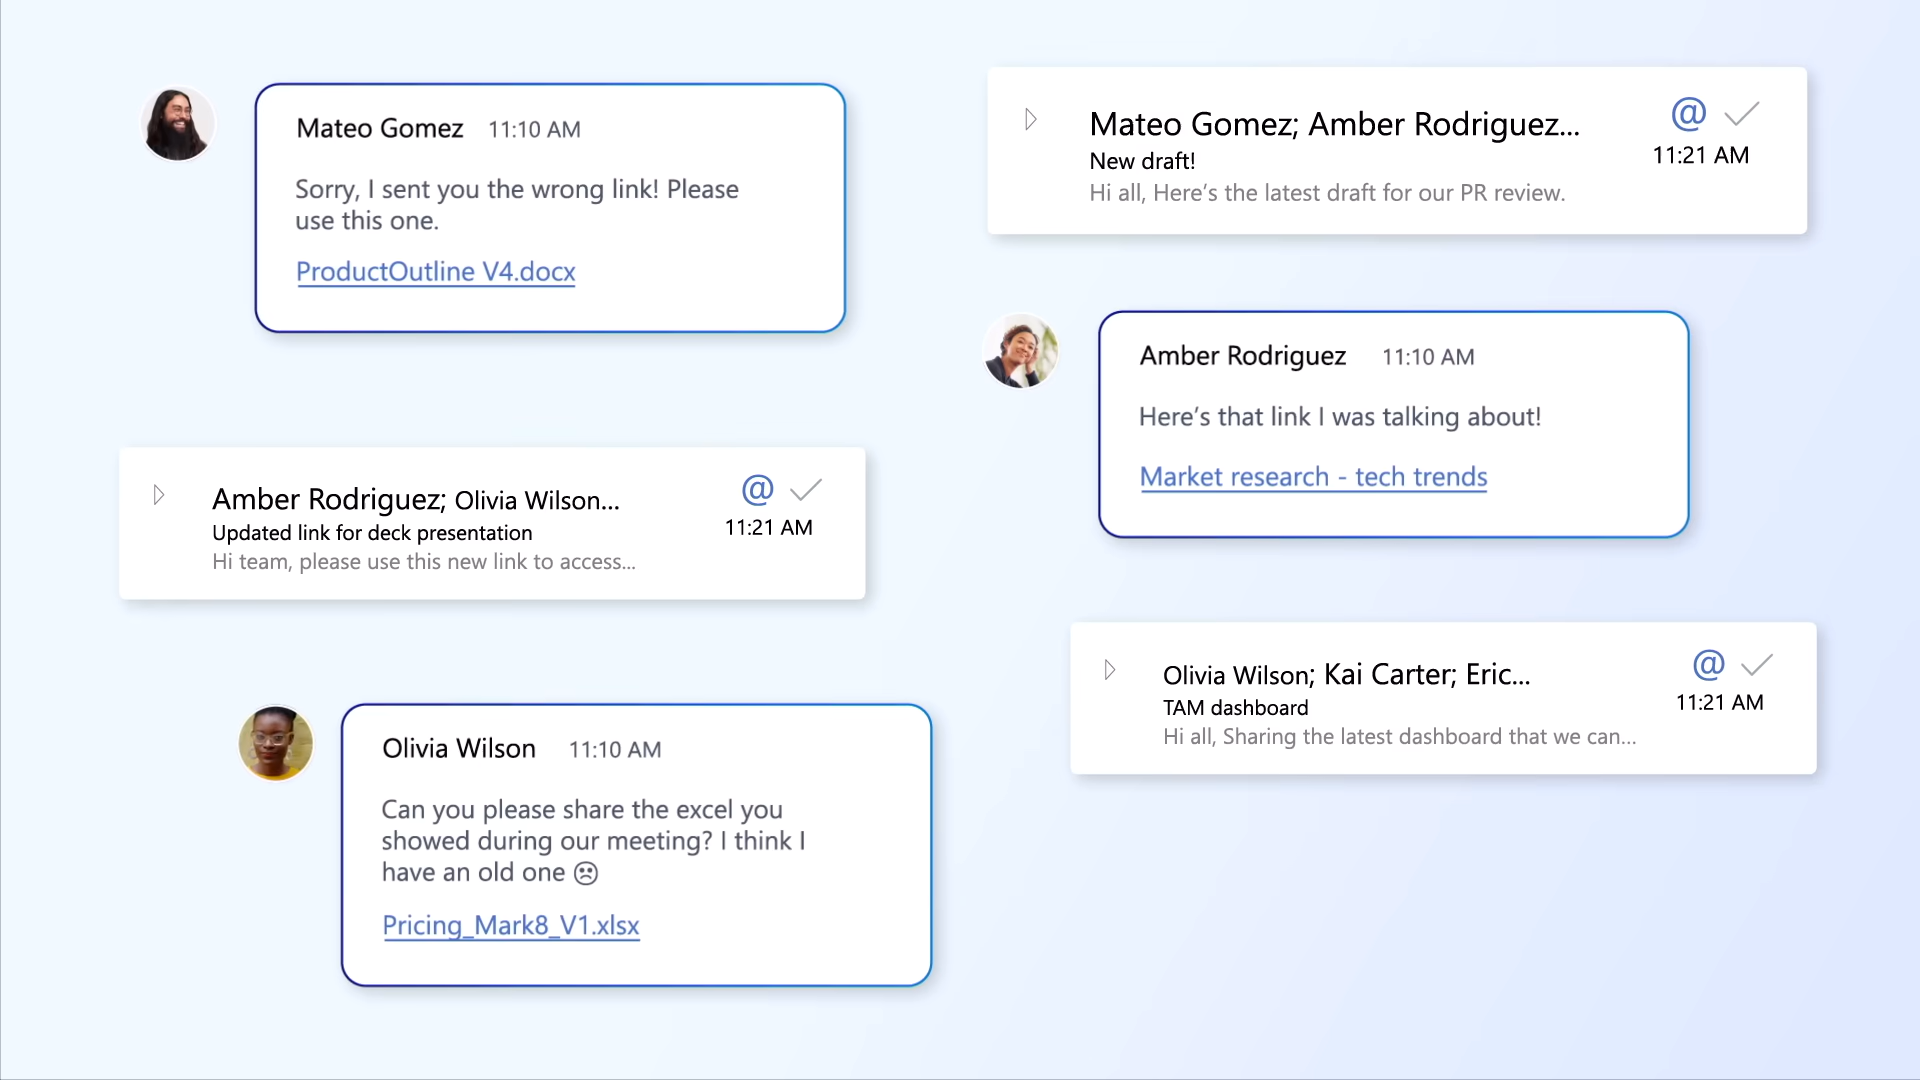 Mateo Gomez 11:10 AM
Sorry, I sent you the wrong link! Please
use this one.
ProductOutline V4.docx
Mateo Gomez; Amber Rodriguez...
@
11:21 AM
New draft!
Hi all, Here’s the latest draft for our PR review.
Amber Rodriguez 11:10 AM
Here’s that link I was talking about!
Market research - tech trends
Amber Rodriguez; Olivia Wilson...
@
11:21 AM
Updated link for deck presentation
Hi team, please use this new link to access...
Olivia Wilson; Kai Carter; Eric...
@
11:21 AM
TAM dashboard
Hi all, Sharing the latest dashboard that we can...
Olivia Wilson 11:10 AM
Can you please share the excel you
showed during our meeting? I think I
have an old one ☹
Pricing_Mark8_V1.xlsx